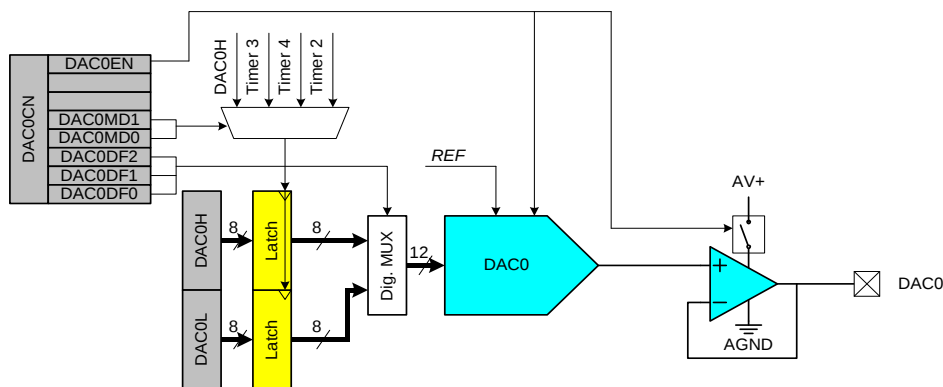 DAC0CN
DAC0EN
DAC0MD1
DAC0MD0
DAC0DF2
DAC0DF1
DAC0DF0
DAC0H
Timer 3
Timer 4
Timer 2
REF
AV+
DAC0H
8
Latch
8
Dig. MUX
12
DAC0
+
−
DAC0
DAC0L
8
Latch
8
AGND